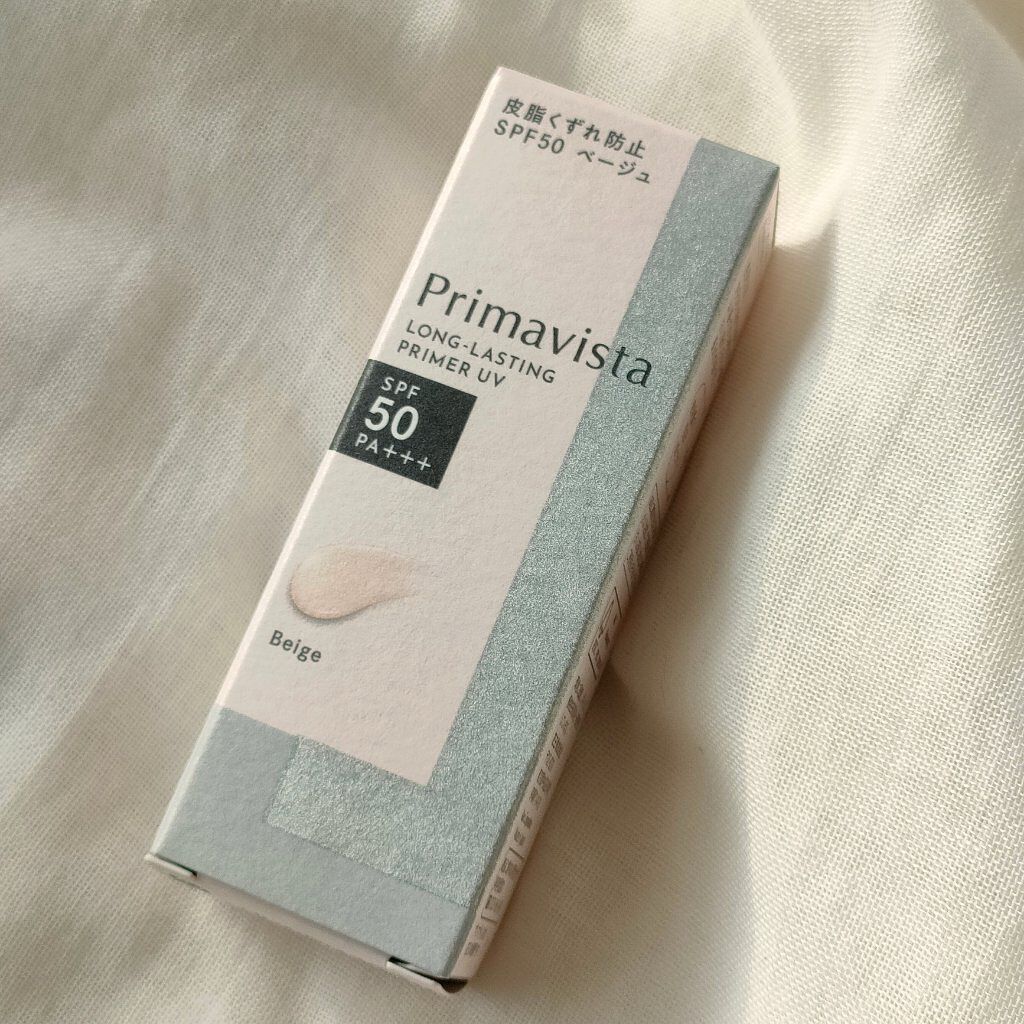 皮脂くずれ防止
SPF50 ベージュ
Primavista
LONG-LASTING
PRIMER UV
SPF
50
PA+++
Beige